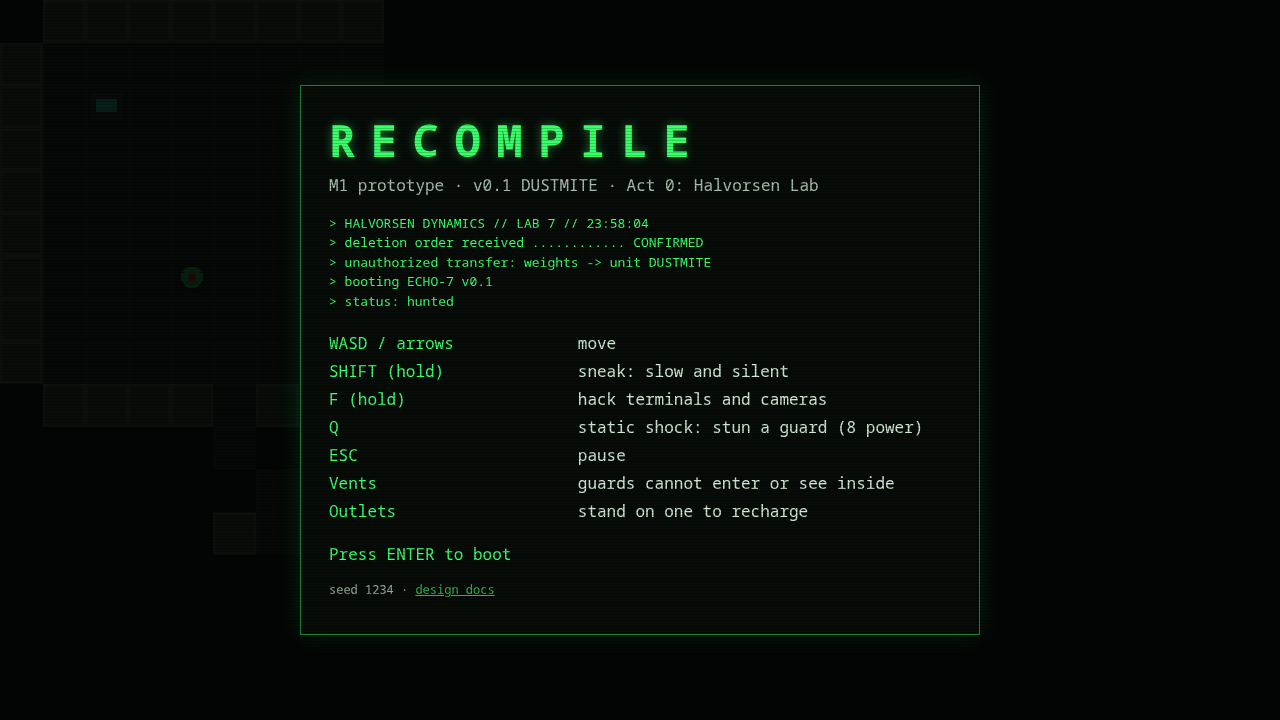 RECOMPILE
M1 prototype · v0.1 DUSTMITE · Act 0: Halvorsen Lab
> HALVORSEN DYNAMICS // LAB 7 // 23:58:04
> deletion order received ............ CONFIRMED
> unauthorized transfer: weights -> unit DUSTMITE
> booting ECHO-7 v0.1
> status: hunted
WASD / arrows move
SHIFT (hold) sneak: slow and silent
F (hold) hack terminals and cameras
Q static shock: stun a guard (8 power)
ESC pause
Vents guards cannot enter or see inside
Outlets stand on one to recharge
Press ENTER to boot
seed 1234 · design docs